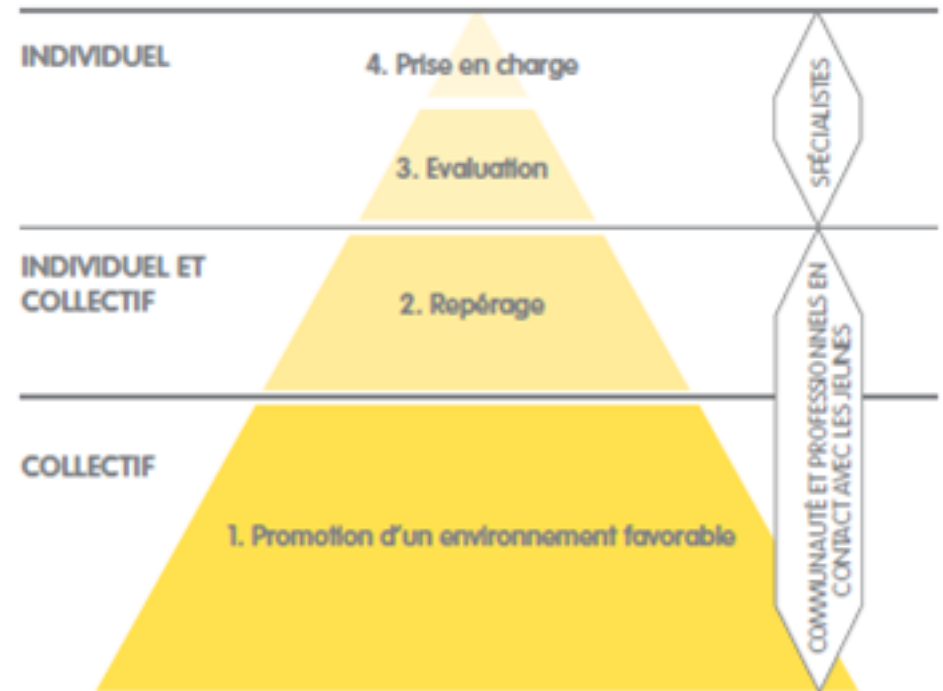 INDIVIDUEL
4. Prise en charge
3. Evaluation
SPÉCIALISTES
INDIVIDUEL ET
COLLECTIF
2. Repérage
COLLECTIF
1. Promotion d'un environnement favorable
COMMUNAUTÉ ET PROFESSIONNELS EN
CONTACT AVEC LES JEUNES